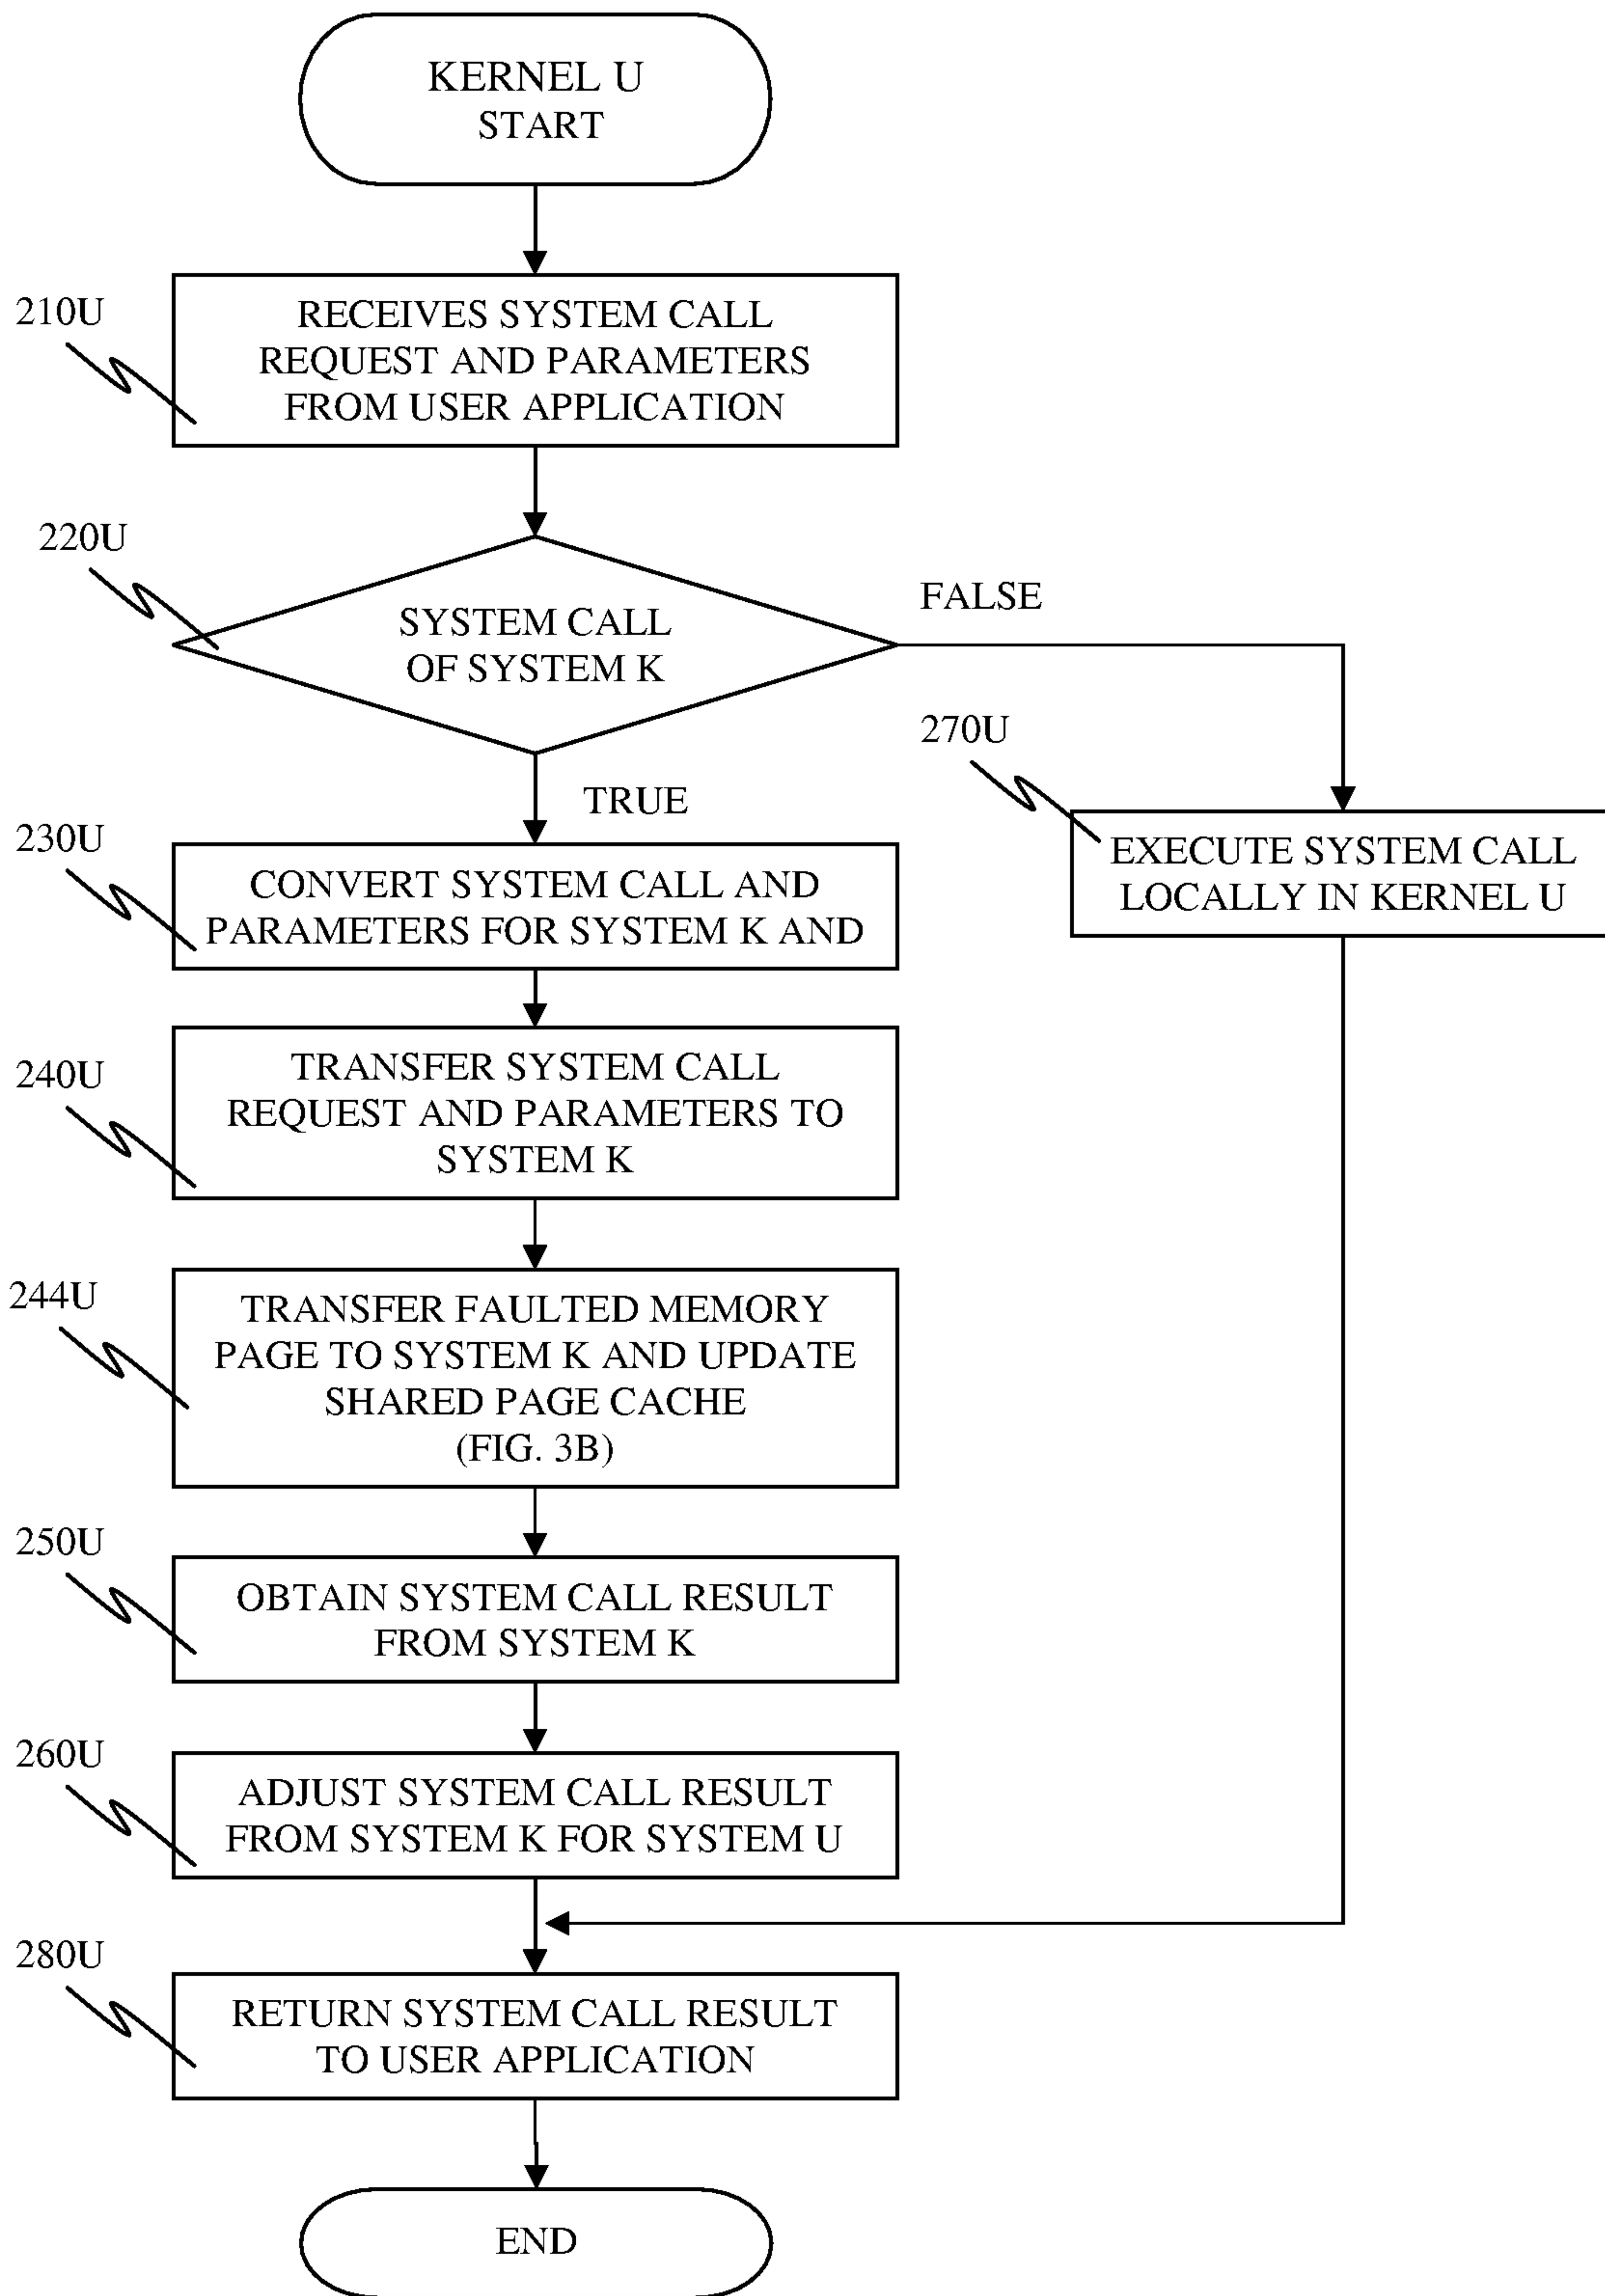 KERNEL U
START
210U
RECEIVES SYSTEM CALL
REQUEST AND PARAMETERS
FROM USER APPLICATION
220U
SYSTEM CALL
OF SYSTEM K
FALSE
TRUE
270U
EXECUTE SYSTEM CALL
LOCALLY IN KERNEL U
230U
CONVERT SYSTEM CALL AND
PARAMETERS FOR SYSTEM K AND
240U
TRANSFER SYSTEM CALL
REQUEST AND PARAMETERS TO
SYSTEM K
244U
TRANSFER FAULTED MEMORY
PAGE TO SYSTEM K AND UPDATE
SHARED PAGE CACHE
(FIG. 3B)
250U
OBTAIN SYSTEM CALL RESULT
FROM SYSTEM K
260U
ADJUST SYSTEM CALL RESULT
FROM SYSTEM K FOR SYSTEM U
280U
RETURN SYSTEM CALL RESULT
TO USER APPLICATION
END